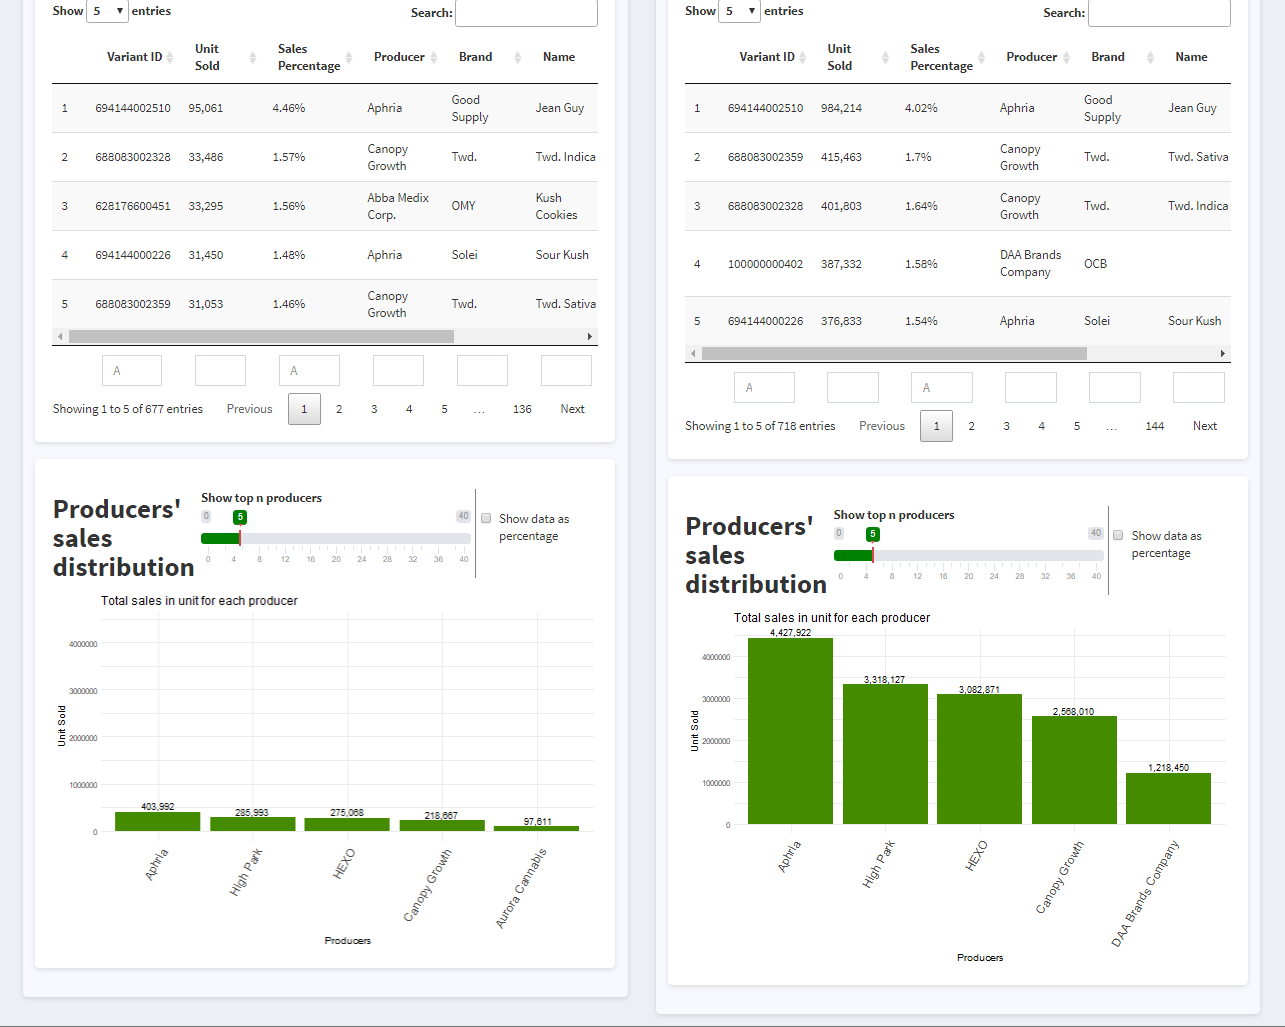 Show 5 entries
Search:
Variant ID Unit Sold Sales Percentage Producer Brand Name
1 694144002510 95,061 4.46% Aphria Good Supply Jean Guy
2 688083002328 33,486 1.57% Canopy Growth Twd. Twd. Indica
3 628176600451 33,295 1.56% Abba Medix Corp. OMY Kush Cookies
4 694144000226 31,450 1.48% Aphria Solei Sour Kush
5 688083002359 31,053 1.46% Canopy Growth Twd. Twd. Sativa
A A
Showing 1 to 5 of 677 entries Previous 1 2 3 4 5 ... 136 Next
Producers'
sales
distribution
Show top n producers
0 5 40
0 4 8 12 16 20 24 28 32 36 40
Show data as
percentage
Total sales in unit for each producer
Unit Sold
4000000
3000000
2000000
1000000
0
403,992 285,993 275,068 218,667 97,611
Aphria High Park HEXO Canopy Growth Aurora Cannabis
Producers
Show 5 entries
Search:
Variant ID Unit Sold Sales Percentage Producer Brand Name
1 694144002510 984,214 4.02% Aphria Good Supply Jean Guy
2 688083002359 415,463 1.7% Canopy Growth Twd. Twd. Sativa
3 688083002328 401,803 1.64% Canopy Growth Twd. Twd. Indica
4 100000000402 387,332 1.58% DAA Brands Company OCB
5 694144000226 376,833 1.54% Aphria Solei Sour Kush
A A
Showing 1 to 5 of 718 entries Previous 1 2 3 4 5 ... 144 Next
Producers'
sales
distribution
Show top n producers
0 5 40
0 4 8 12 16 20 24 28 32 36 40
Show data as
percentage
Total sales in unit for each producer
Unit Sold
4000000
3000000
2000000
1000000
0
4,427,922 3,318,127 3,082,871 2,568,010 1,218,450
Aphria High Park HEXO Canopy Growth DAA Brands Company
Producers